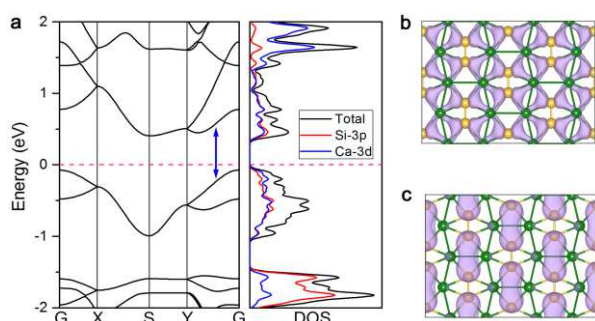 a
2
1
0
-1
-2
Energy (eV)
G X S Y G
Total
Si-3p
Ca-3d
DOS
b
c